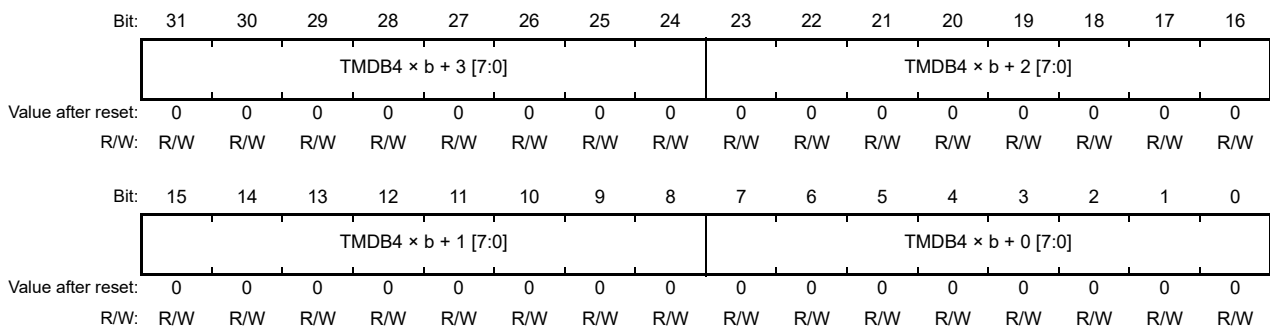 Bit: 31 30 29 28 27 26 25 24 23 22 21 20 19 18 17 16
TMDB4 × b + 3 [7:0] TMDB4 × b + 2 [7:0]
Value after reset: 0 0 0 0 0 0 0 0 0 0 0 0 0 0 0 0
R/W: R/W R/W R/W R/W R/W R/W R/W R/W R/W R/W R/W R/W R/W R/W R/W R/W
Bit: 15 14 13 12 11 10 9 8 7 6 5 4 3 2 1 0
TMDB4 × b + 1 [7:0] TMDB4 × b + 0 [7:0]
Value after reset: 0 0 0 0 0 0 0 0 0 0 0 0 0 0 0 0
R/W: R/W R/W R/W R/W R/W R/W R/W R/W R/W R/W R/W R/W R/W R/W R/W R/W